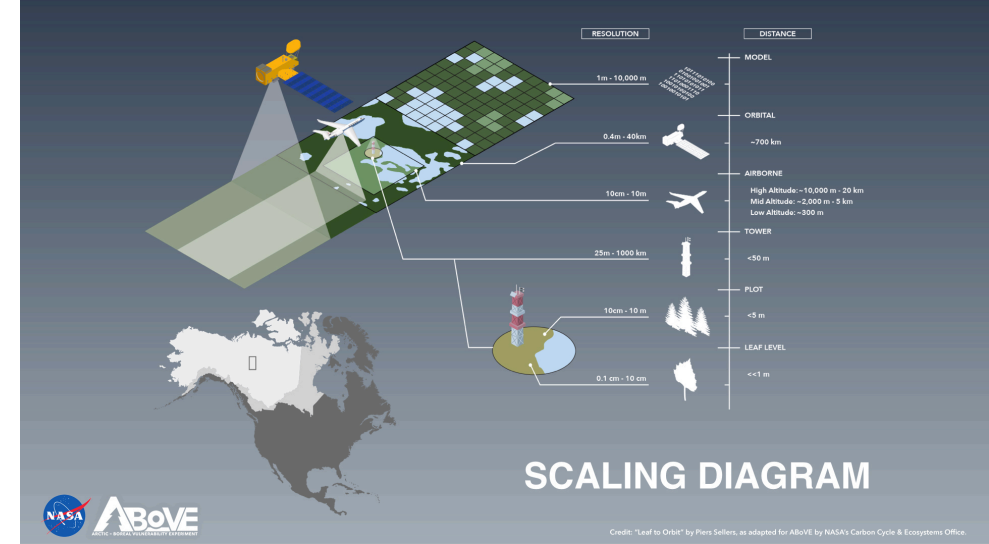 RESOLUTION
DISTANCE
MODEL
1m - 10,000 m
ORBITAL
0.4m - 40km
~700 km
AIRBORNE
10cm - 10m
High Altitude: ~10,000 m - 20 km
Mid Altitude: ~2,000 m - 5 km
Low Altitude: ~300 m
TOWER
25m - 1000 km
<50 m
PLOT
10cm - 10 m
<5 m
LEAF LEVEL
0.1 cm - 10 cm
<<1 m
SCALING DIAGRAM
NASA
ABoVE
ARCTIC - BOREAL VULNERABILITY EXPERIMENT
Credit: "Leaf to Orbit" by Piers Sellers, as adapted for ABoVE by NASA's Carbon Cycle & Ecosystems Office.